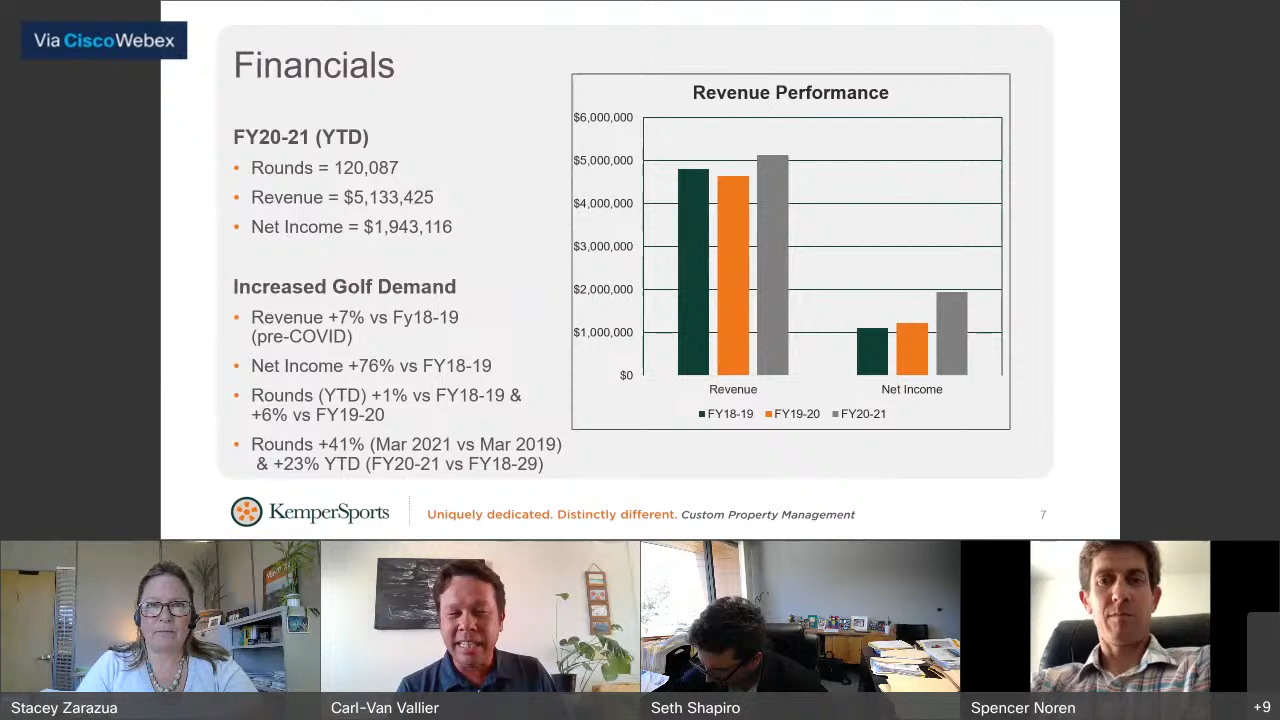 Via CiscoWebex
Financials
FY20-21 (YTD)
• Rounds = 120,087
• Revenue = $5,133,425
• Net Income = $1,943,116
Increased Golf Demand
• Revenue +7% vs Fy18-19
(pre-COVID)
• Net Income +76% vs FY18-19
• Rounds (YTD) +1% vs FY18-19 &
+6% vs FY19-20
• Rounds +41% (Mar 2021 vs Mar 2019)
& +23% YTD (FY20-21 vs FY18-29)
Revenue Performance
$6,000,000
$5,000,000
$4,000,000
$3,000,000
$2,000,000
$1,000,000
$0
Revenue Net Income
FY18-19 FY19-20 FY20-21
KemperSports
Uniquely dedicated. Distinctly different. Custom Property Management
7
Stacey Zarazua
Carl-Van Vallier
Seth Shapiro
Spencer Noren
+9